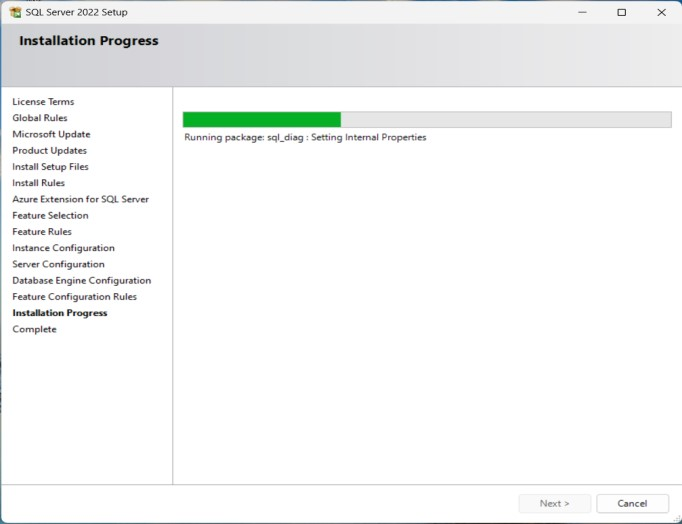 SQL Server 2022 Setup
Installation Progress
License Terms
Global Rules
Microsoft Update
Product Updates
Install Setup Files
Install Rules
Azure Extension for SQL Server
Feature Selection
Feature Rules
Instance Configuration
Server Configuration
Database Engine Configuration
Feature Configuration Rules
Installation Progress
Complete
Running package: sql_diag : Setting Internal Properties
Next >
Cancel